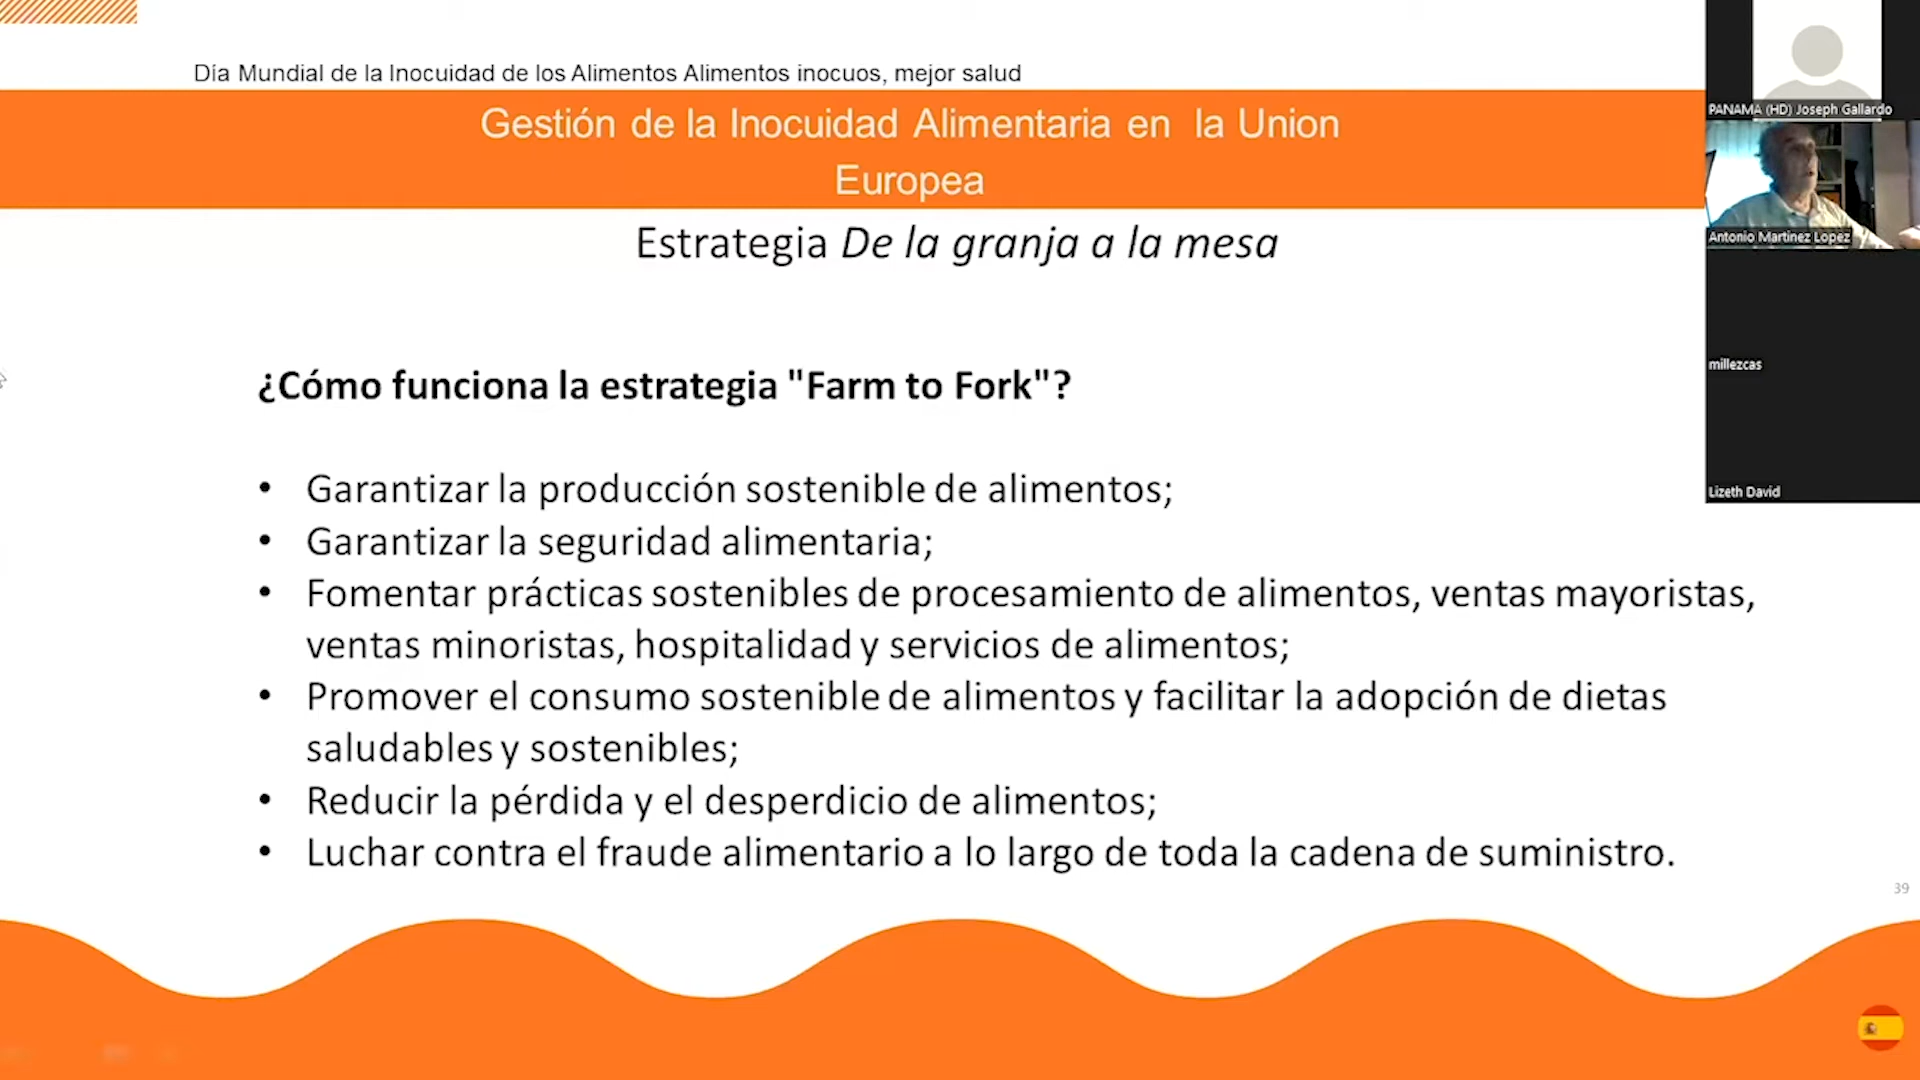 Día Mundial de la Inocuidad de los Alimentos Alimentos inocuos, mejor salud
Gestión de la Inocuidad Alimentaria en la Union
Europea
Estrategia De la granja a la mesa
¿Cómo funciona la estrategia "Farm to Fork"?
• Garantizar la producción sostenible de alimentos;
• Garantizar la seguridad alimentaria;
• Fomentar prácticas sostenibles de procesamiento de alimentos, ventas mayoristas,
ventas minoristas, hospitalidad y servicios de alimentos;
• Promover el consumo sostenible de alimentos y facilitar la adopción de dietas
saludables y sostenibles;
• Reducir la pérdida y el desperdicio de alimentos;
• Luchar contra el fraude alimentario a lo largo de toda la cadena de suministro.
39
PANAMA (HD) Joseph Gallardo
Antonio Martinez Lopez
millezcas
Lizeth David